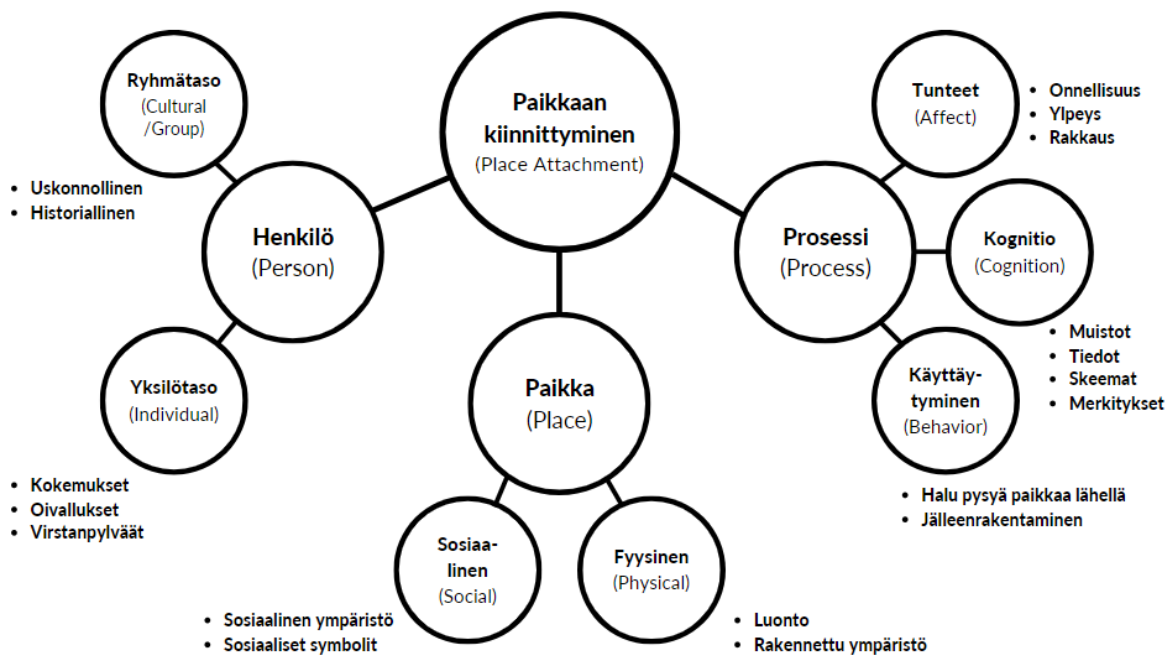 Paikkaan
kiinnittyminen
(Place Attachment)
Henkilö
(Person)
Ryhmätaso
(Cultural
/Group)
• Uskonnollinen
• Historiallinen
Yksilötaso
(Individual)
• Kokemukset
• Oivallukset
• Virstanpylväät
Paikka
(Place)
Sosiaa-
linen
(Social)
• Sosiaalinen ympäristö
• Sosiaaliset symbolit
Fyysinen
(Physical)
• Luonto
• Rakennettu ympäristö
Prosessi
(Process)
Tunteet
(Affect)
• Onnellisuus
• Ylpeys
• Rakkaus
Kognitio
(Cognition)
• Muistot
• Tiedot
• Skeemat
• Merkitykset
Käyttäy-
tyminen
(Behavior)
• Halu pysyä paikkaa lähellä
• Jälleenrakentaminen